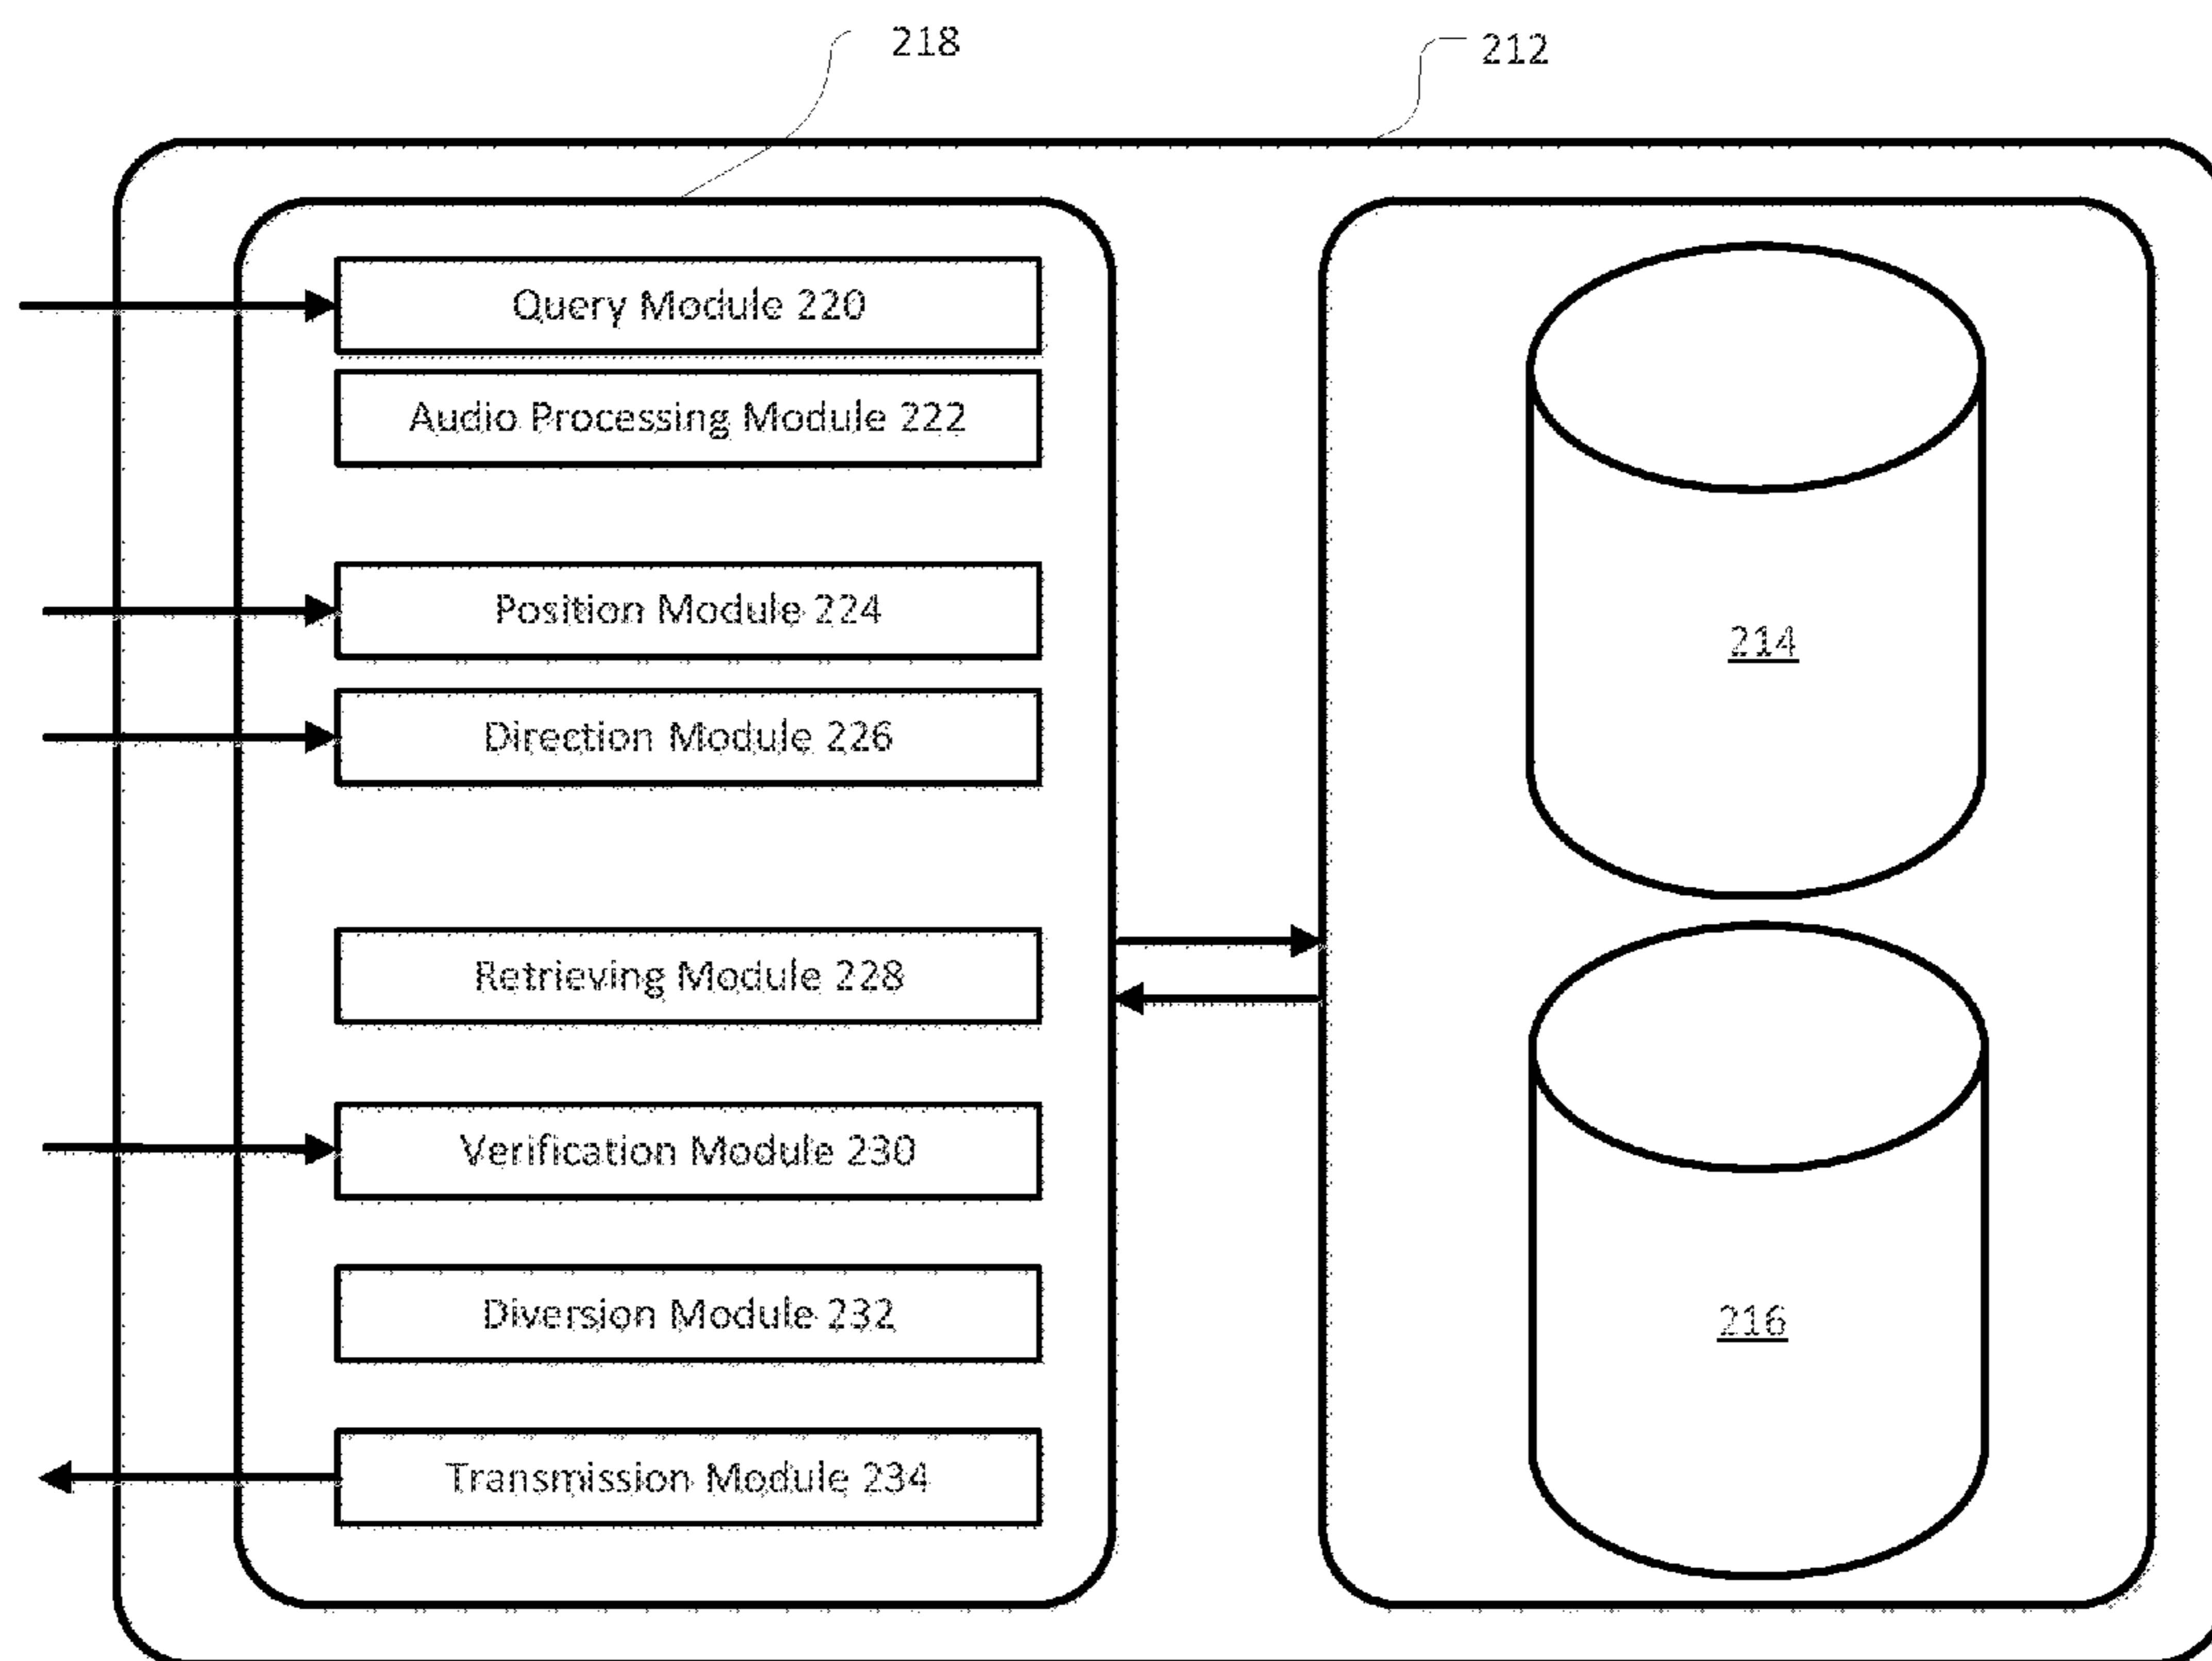 218
212
Query Module 220
Audio Processing Module 222
Position Module 224
214
Direction Module 226
Retrieving Module 228
Verification Module 230
Diversion Module 232
216
Transmission Module 234